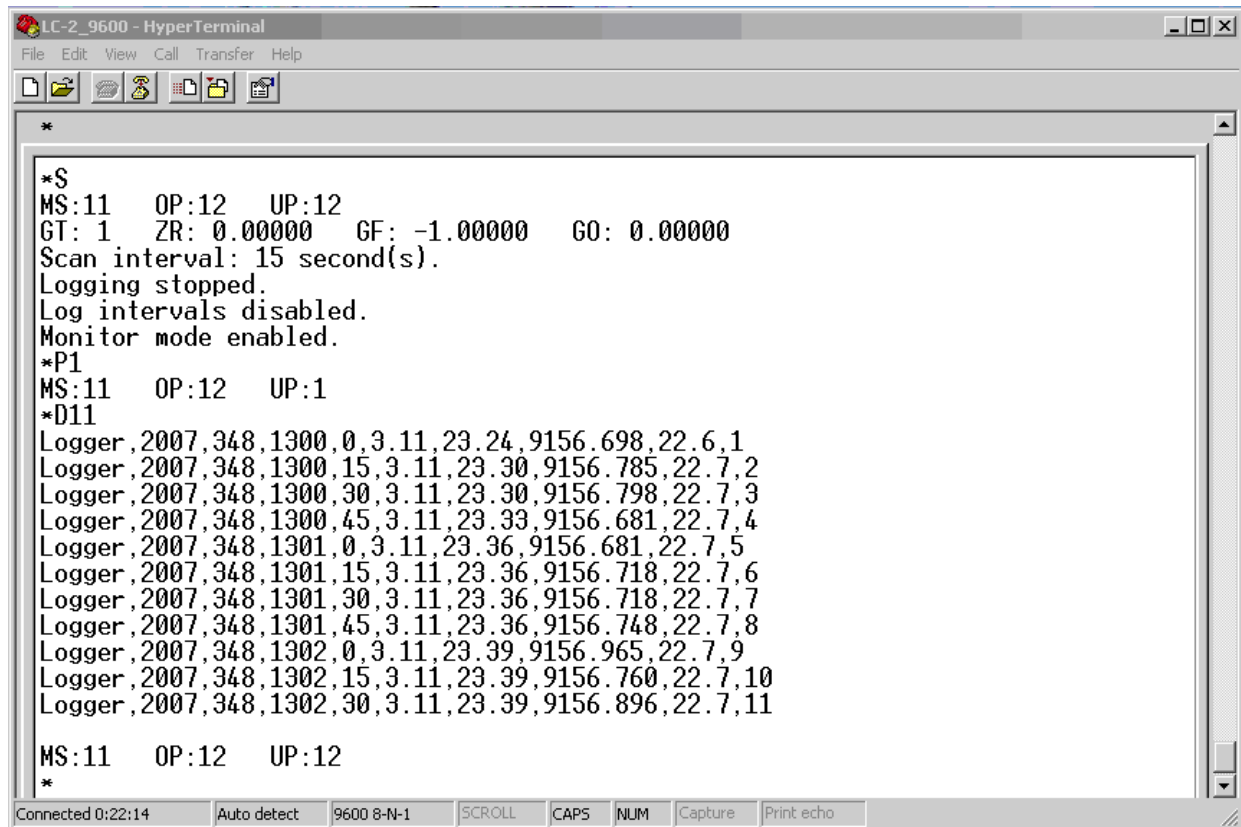 LC-2_9600 - HyperTerminal
File Edit View Call Transfer Help
*
*S
MS:11 OP:12 UP:12
GT: 1 ZR: 0.00000 GF: -1.00000 GO: 0.00000
Scan interval: 15 second(s).
Logging stopped.
Log intervals disabled.
Monitor mode enabled.
*P1
MS:11 OP:12 UP:1
*D11
Logger,2007,348,1300,0,3.11,23.24,9156.698,22.6,1
Logger,2007,348,1300,15,3.11,23.30,9156.785,22.7,2
Logger,2007,348,1300,30,3.11,23.30,9156.798,22.7,3
Logger,2007,348,1300,45,3.11,23.33,9156.681,22.7,4
Logger,2007,348,1301,0,3.11,23.36,9156.681,22.7,5
Logger,2007,348,1301,15,3.11,23.36,9156.718,22.7,6
Logger,2007,348,1301,30,3.11,23.36,9156.718,22.7,7
Logger,2007,348,1301,45,3.11,23.36,9156.748,22.7,8
Logger,2007,348,1302,0,3.11,23.39,9156.965,22.7,9
Logger,2007,348,1302,15,3.11,23.39,9156.760,22.7,10
Logger,2007,348,1302,30,3.11,23.39,9156.896,22.7,11
MS:11 OP:12 UP:12
*
Connected 0:22:14 Auto detect 9600 8-N-1 SCROLL CAPS NUM Capture Print echo